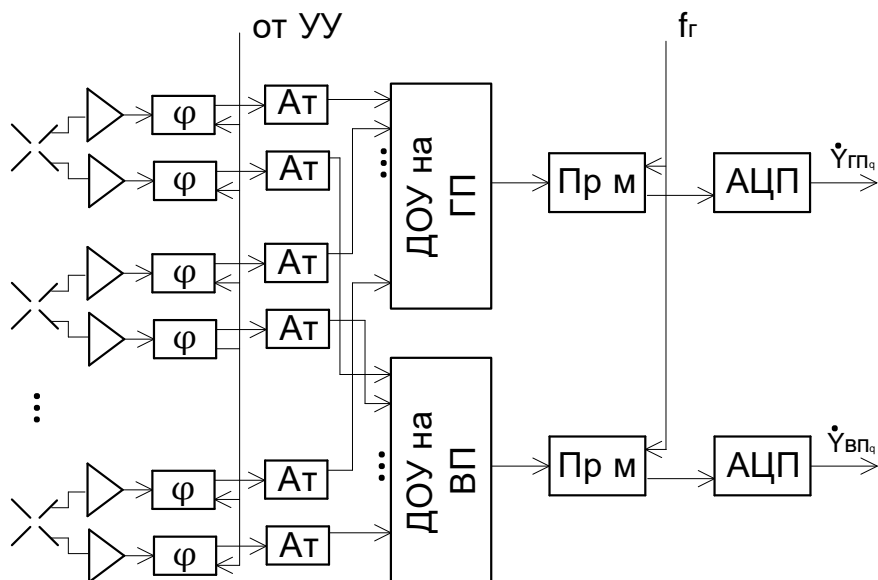 от УУ
fг
φ
Ат
φ
Ат
φ
Ат
φ
Ат
φ
Ат
φ
Ат
...
...
...
ДОУ на
ГП
ДОУ на
ВП
Пр м
АЦП
ẎГПq
Пр м
АЦП
ẎВПq